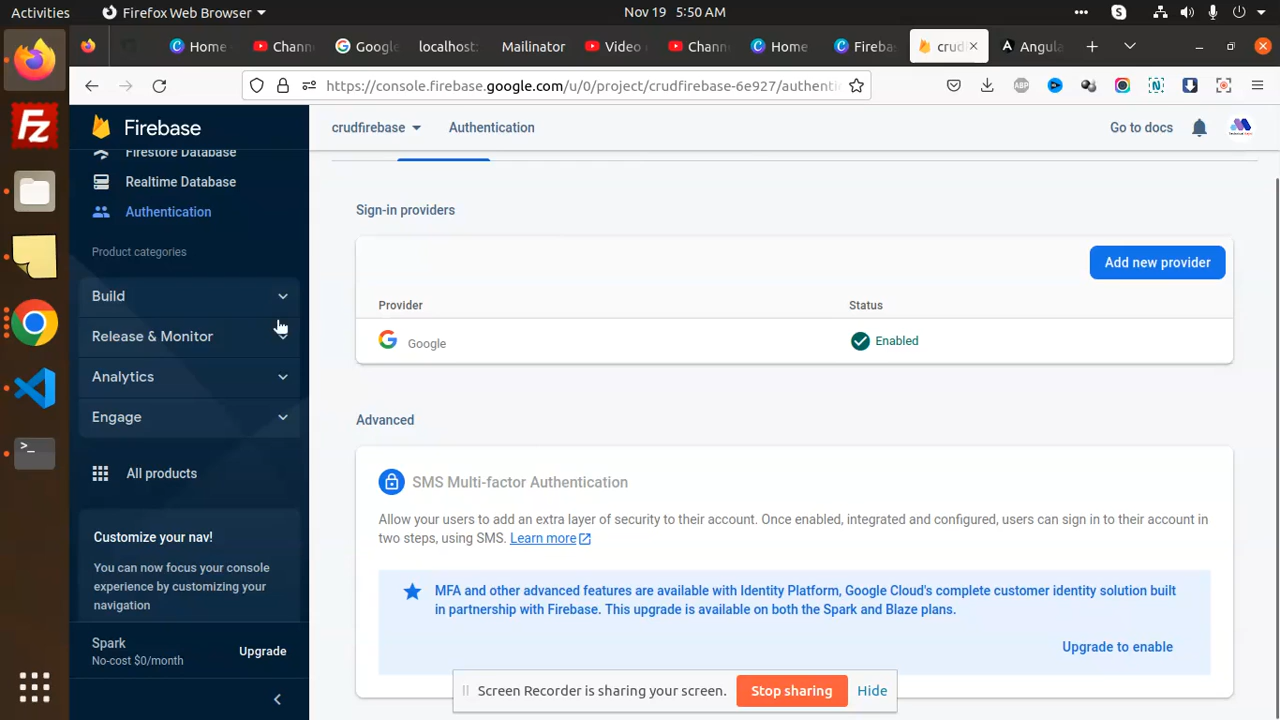 Activities
Firefox Web Browser
Nov 19 5:50 AM
Home
Chann
Google
localhost:
Mailinator
Video
Chann
Home
Fireba
crudf
Angula
https://console.firebase.google.com/u/0/project/crudfirebase-6e927/authenti
Firebase
crudfirebase
Authentication
Go to docs
Firestore Database
Realtime Database
Authentication
Product categories
Build
Release & Monitor
Analytics
Engage
All products
Customize your nav!
You can now focus your console
experience by customizing your
navigation
Spark
No-cost $0/month
Upgrade
Sign-in providers
Add new provider
Provider
Status
Google
Enabled
Advanced
SMS Multi-factor Authentication
Allow your users to add an extra layer of security to their account. Once enabled, integrated and configured, users can sign in to their account in
two steps, using SMS. Learn more
MFA and other advanced features are available with Identity Platform, Google Cloud's complete customer identity solution built
in partnership with Firebase. This upgrade is available on both the Spark and Blaze plans.
Upgrade to enable
Screen Recorder is sharing your screen.
Stop sharing
Hide